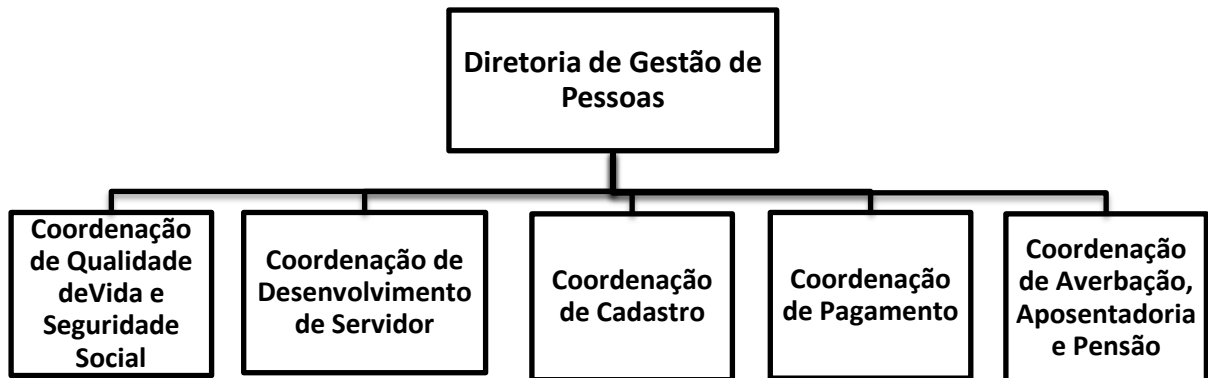 Diretoria de Gestão de
Pessoas
Coordenação
de Qualidade
deVida e
Seguridade
Social
Coordenação de
Desenvolvimento
de Servidor
Coordenação
de Cadastro
Coordenação
de Pagamento
Coordenação
de Averbação,
Aposentadoria
e Pensão